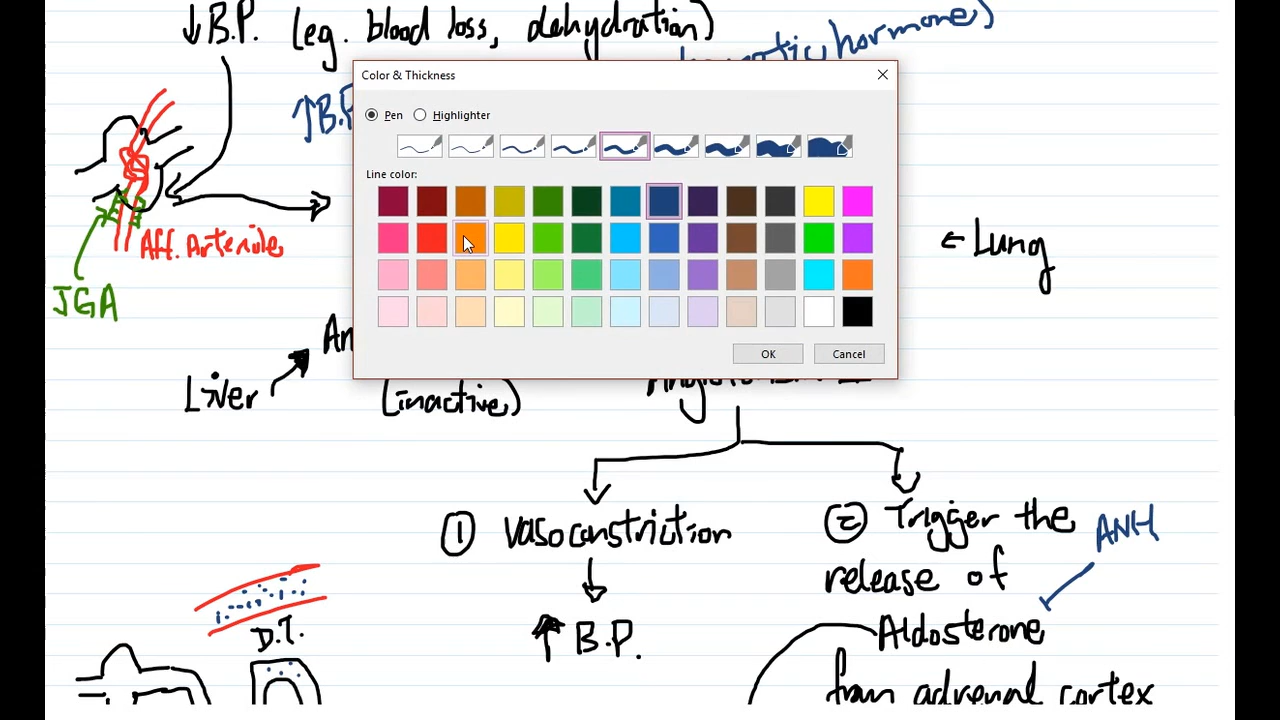 ↓B.P. (eg. blood loss, dehydration)
hormone)
↑B.P
Color & Thickness
Pen
Highlighter
Line color:
OK
Cancel
Aff. Arterioles
JGA
← Lung
Liver
(inactive)
① Vasoconstriction
↑ B.P.
② Trigger the
release of
Aldosterone
from adrenal cortex
ANH
D.T.